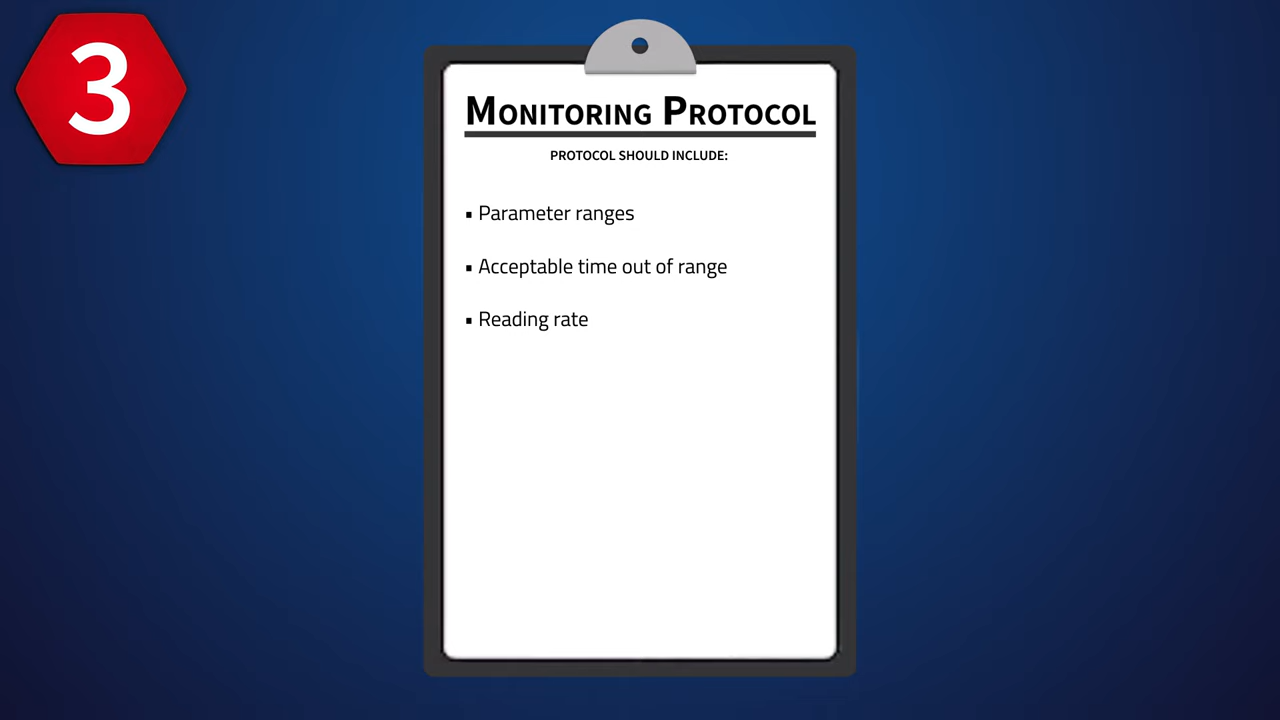 3
Monitoring Protocol
PROTOCOL SHOULD INCLUDE:
▪ Parameter ranges
▪ Acceptable time out of range
▪ Reading rate